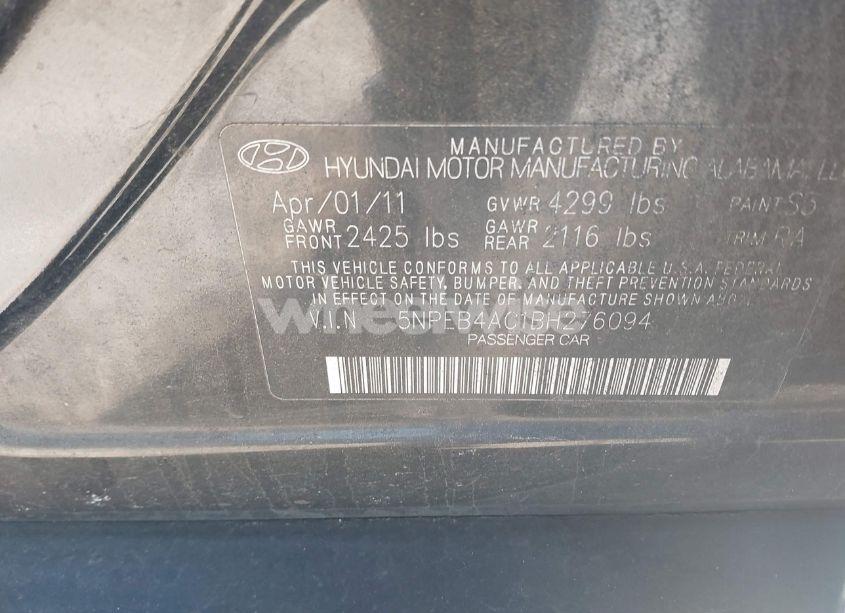 MANUFACTURED BY
HYUNDAI MOTOR MANUFACTURING ALABAMA, LL
Apr/01/11 GVWR 4299 lbs PAINT S5
GAWR FRONT 2425 lbs GAWR REAR 2116 lbs TRIM RA
THIS VEHICLE CONFORMS TO ALL APPLICABLE U.S.A. FEDERAL
MOTOR VEHICLE SAFETY, BUMPER, AND THEFT PREVENTION STANDARDS
IN EFFECT ON THE DATE OF MANUFACTURE SHOWN ABOVE.
V.I.N 5NPEB4AC1BH276094
PASSENGER CAR